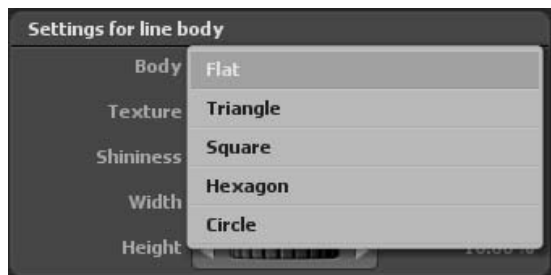 Settings for line body
Body Flat
Texture Triangle
Shininess Square
Width Hexagon
Circle
Height